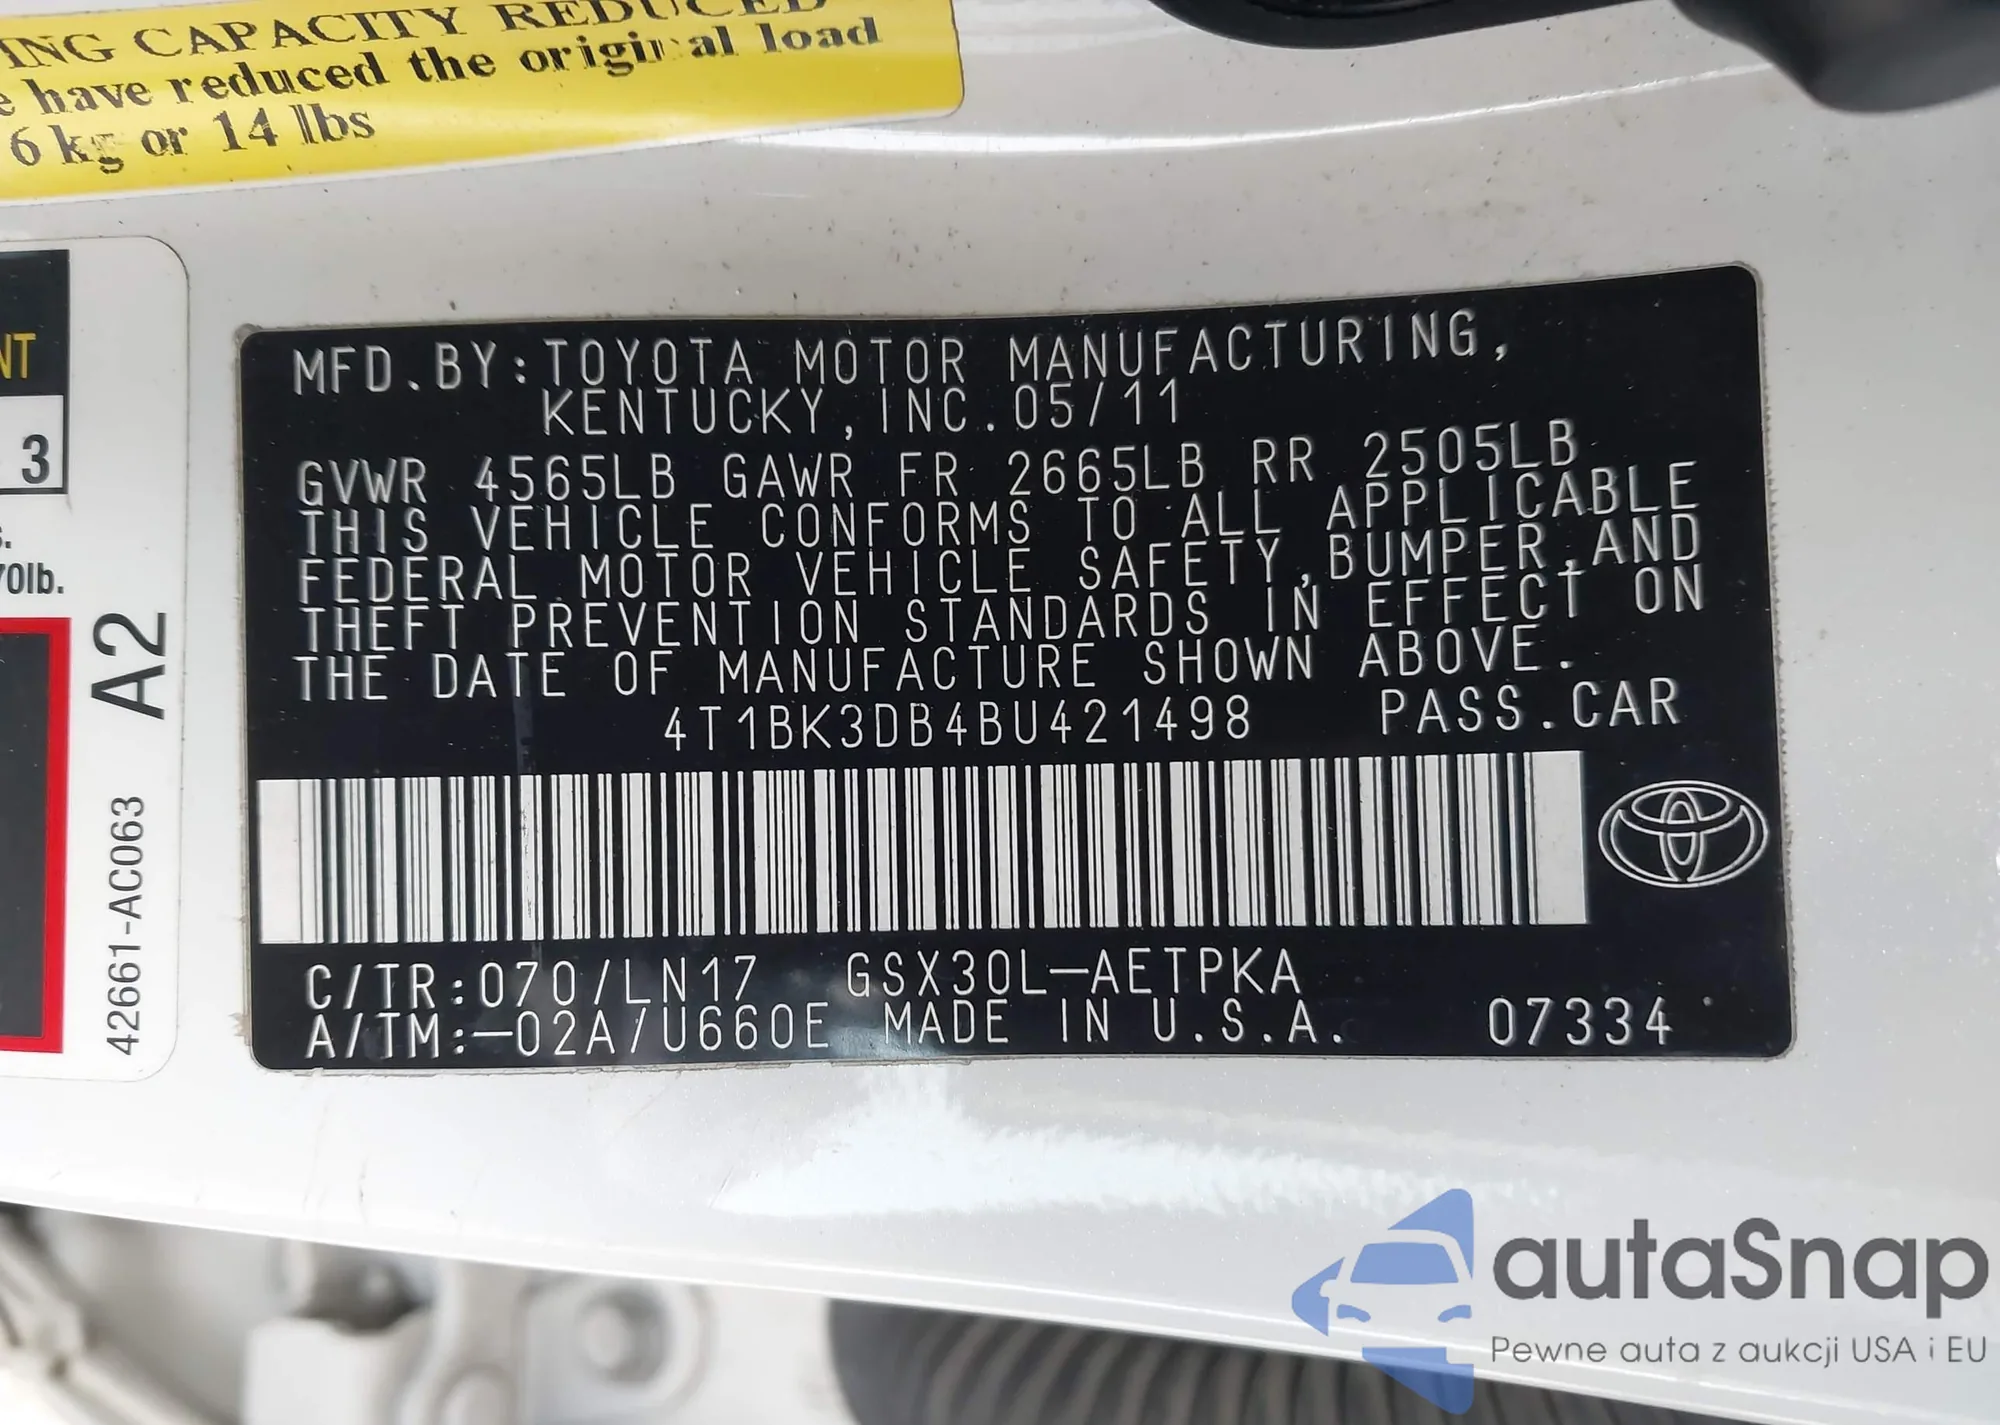 ING CAPACITY REDUCED
e have reduced the original load
6 kg or 14 lbs
NT
3
s.
70lb.
A2
42661-AC063
MFD.BY:TOYOTA MOTOR MANUFACTURING,
KENTUCKY,INC.05/11
GVWR 4565LB GAWR FR 2665LB RR 2505LB
THIS VEHICLE CONFORMS TO ALL APPLICABLE
FEDERAL MOTOR VEHICLE SAFETY,BUMPER,AND
THEFT PREVENTION STANDARDS IN EFFECT ON
THE DATE OF MANUFACTURE SHOWN ABOVE.
4T1BK3DB4BU421498 PASS.CAR
C/TR:070/LN17 GSX30L-AETPKA
A/TM:-02A/U660E MADE IN U.S.A. 07334
autaSnap
Pewne auta z aukcji USA i EU